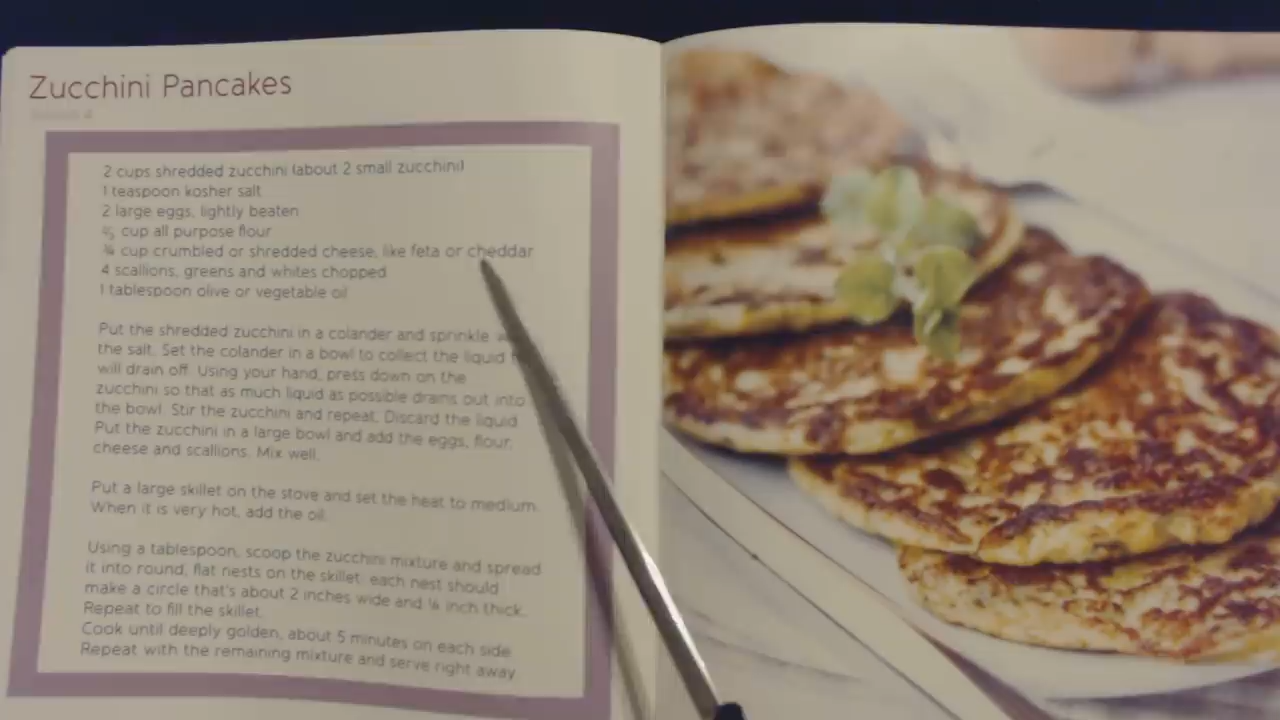 Zucchini Pancakes
2 cups shredded zucchini (about 2 small zucchini)
1 teaspoon kosher salt
2 large eggs, lightly beaten
cup all purpose flour
¾ cup crumbled or shredded cheese, like feta or cheddar
4 scallions, greens and whites chopped
1 tablespoon olive or vegetable oil
Put the shredded zucchini in a colander and sprinkle
the salt. Set the colander in a bowl to collect the liquid
will drain off. Using your hand, press down on the
zucchini so that as much liquid as possible drains out into
the bowl. Stir the zucchini and repeat. Discard the liquid.
Put the zucchini in a large bowl and add the eggs, flour,
cheese and scallions. Mix well.
Put a large skillet on the stove and set the heat to medium.
When it is very hot, add the oil.
Using a tablespoon, scoop the zucchini mixture and spread
it into round, flat nests on the skillet, each nest should
make a circle that's about 2 inches wide and ¼ inch thick.
Repeat to fill the skillet.
Cook until deeply golden, about 5 minutes on each side
Repeat with the remaining mixture and serve right away